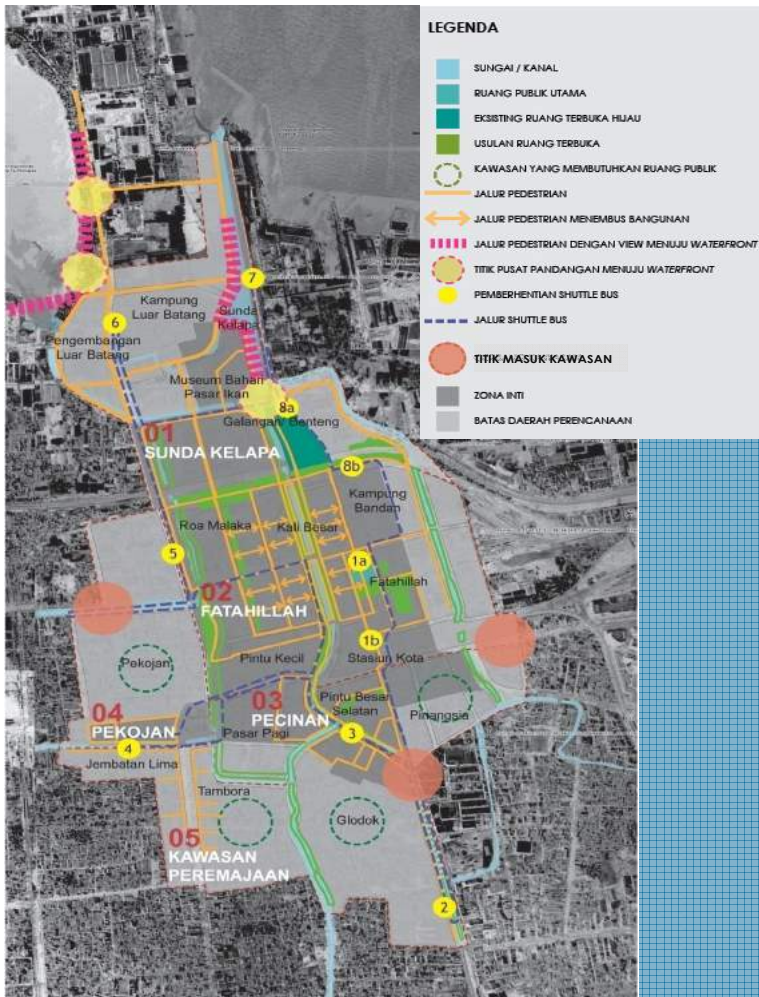 LEGENDA
SUNGAI / KANAL
RUANG PUBLIK UTAMA
EKSISTING RUANG TERBUKA HIJAU
USULAN RUANG TERBUKA
KAWASAN YANG MEMBUTUHKAN RUANG PUBLIK
JALUR PEDESTRIAN
JALUR PEDESTRIAN MENEMBUS BANGUNAN
JALUR PEDESTRIAN DENGAN VIEW MENUJU WATERFRONT
TITIK PUSAT PANDANGAN MENUJU WATERFRONT
PEMBERHENTIAN SHUTTLE BUS
JALUR SHUTTLE BUS
TITIK MASUK KAWASAN
ZONA INTI
BATAS DAERAH PERENCANAAN
7
Kampung
Luar Batang
Sunda
Kelapa
6
Pengembangan
Luar Batang
Museum Bahari
Pasar Ikan
8a
Galangan/ Benteng
01
SUNDA KELAPA
8b
Kampung
Bandan
Roa Malaka
Kali Besar
5
1a
Fatahillah
02
FATAHILLAH
1b
Stasiun Kota
Pintu Kecil
Pekojan
03
PECINAN
Pintu Besar
Selatan
Pinangsia
04
PEKOJAN
Pasar Pagi
3
4
Jembatan Lima
Tambora
Glodok
05
KAWASAN
PEREMAJAAN
2